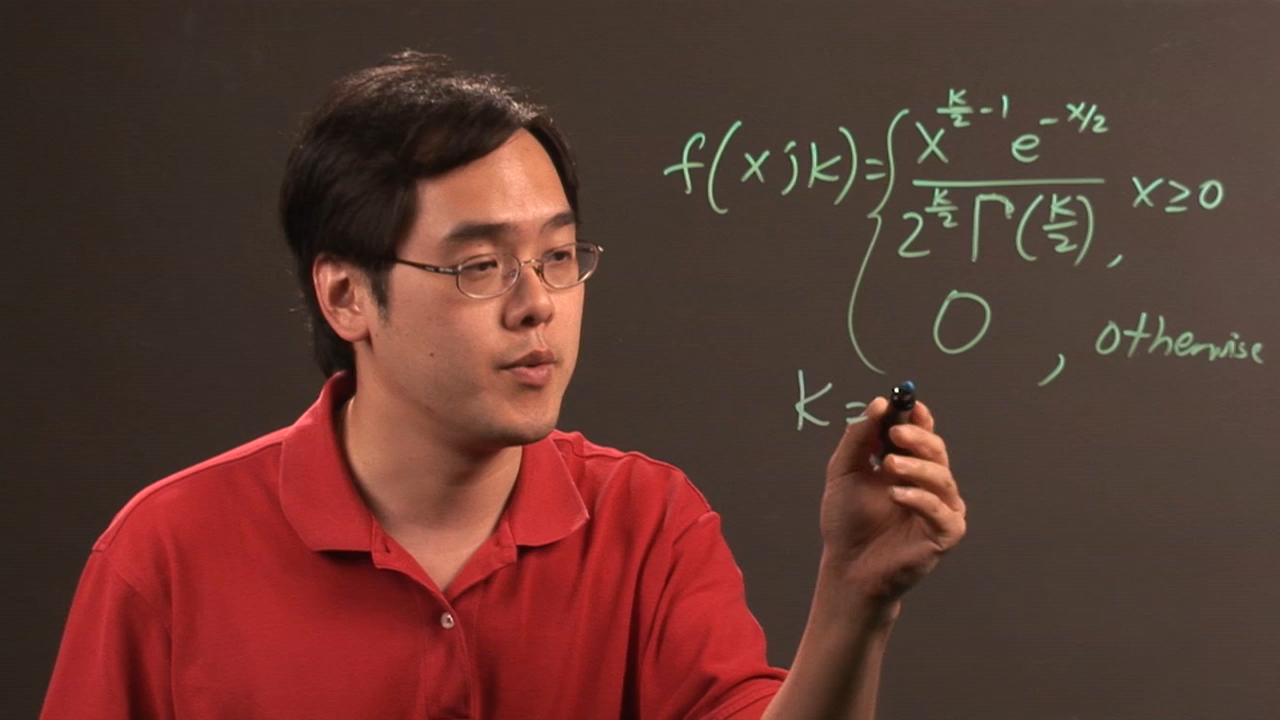 f(x;k)= { x^{k/2 - 1} e^{-x/2} / 2^{k/2} Γ(k/2) , x≥0
0 , otherwise
k=